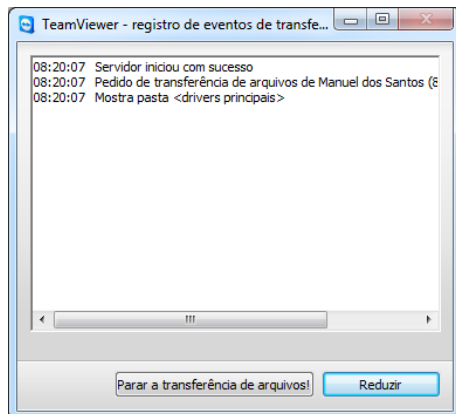 TeamViewer - registro de eventos de transfe...
08:20:07 Servidor iniciou com sucesso
08:20:07 Pedido de transferência de arquivos de Manuel dos Santos (8
08:20:07 Mostra pasta <drivers principais>
Parar a transferência de arquivos! Reduzir